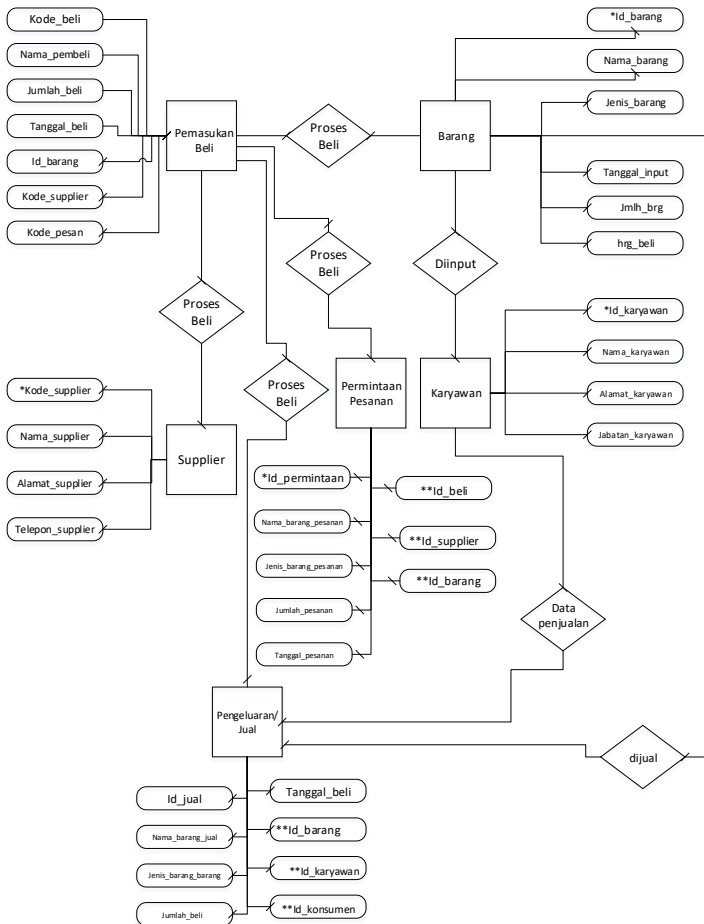 Kode_beli
Nama_pembeli
Jumlah_beli
Tanggal_beli
Id_barang
Kode_supplier
Kode_pesan
Pemasukan
Beli
Proses
Beli
Barang
*Id_barang
Nama_barang
Jenis_barang
Tanggal_input
Jmlh_brg
hrg_beli
Proses
Beli
Diinput
Proses
Beli
*Id_karyawan
Nama_karyawan
Alamat_karyawan
Jabatan_karyawan
Proses
Beli
Permintaan
Pesanan
Karyawan
*Kode_supplier
Nama_supplier
Alamat_supplier
Telepon_supplier
Supplier
*Id_permintaan
Nama_barang_pesanan
Jenis_barang_pesanan
Jumlah_pesanan
Tanggal_pesanan
**Id_beli
**Id_supplier
**Id_barang
Data
penjualan
Pengeluaran/
Jual
dijual
Id_jual
Nama_barang_jual
Jenis_barang_barang
Jumlah_beli
Tanggal_beli
**Id_barang
**Id_karyawan
**Id_konsumen